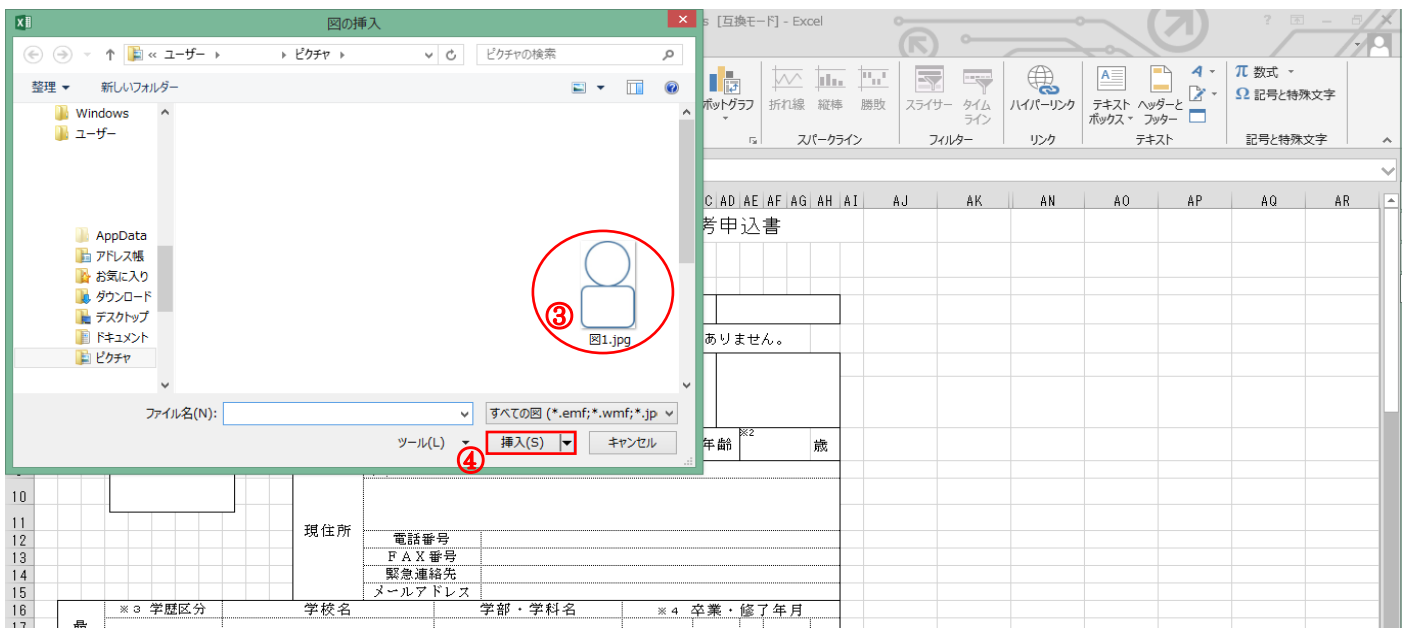 図の挿入
s [互換モード] - Excel
« ユーザー › › ピクチャ ›
ピクチャの検索
整理 新しいフォルダー
Windows
ユーザー
AppData
アドレス帳
お気に入り
ダウンロード
デスクトップ
ドキュメント
ピクチャ
③
図1.jpg
ファイル名(N):
すべての図 (*.emf;*.wmf;*.jp
ツール(L)
④
挿入(S)
キャンセル
ボットグラフ
折れ線
縦棒
勝敗
スライサー
タイム
ライン
ハイパーリンク
テキスト
ボックス
ヘッダーと
フッター
π 数式
Ω 記号と特殊文字
スパークライン
フィルター
リンク
テキスト
記号と特殊文字
C AD AE AF AG AH AI AJ AK AN AO AP AQ AR
考申込書
ありません。
年齢 ※2 歳
10
11
現住所
12 電話番号
13 FAX番号
14 緊急連絡先
15 メールアドレス
16 ※3 学歴区分 学校名 学部・学科名 ※4 卒業・修了年月
17 最